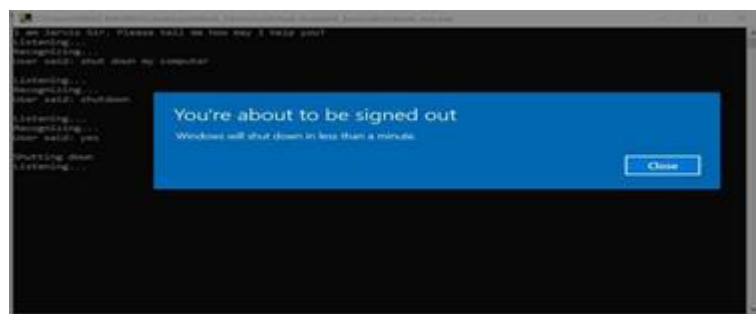 I am Jarvis Sir. Please tell me how may I help you?
Listening...
Recognizing...
User said: shut down my computer
Listening...
Recognizing...
User said: shutdown
Listening...
Recognizing...
User said: yes
Shutting down
Listening...
You're about to be signed out
Windows will shut down in less than a minute.
Close